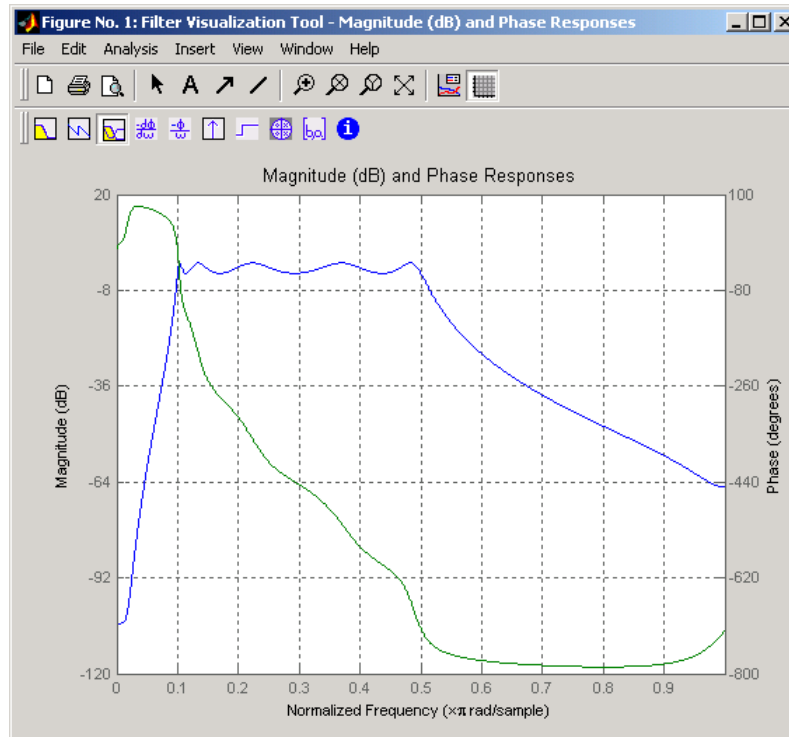 Figure No. 1: Filter Visualization Tool - Magnitude (dB) and Phase Responses
File Edit Analysis Insert View Window Help
A
-dϕ
ω
-ϕ
ω
[b,a]
i
Magnitude (dB) and Phase Responses
20
-8
-36
-64
-92
-120
Magnitude (dB)
100
-80
-260
-440
-620
-800
Phase (degrees)
0 0.1 0.2 0.3 0.4 0.5 0.6 0.7 0.8 0.9
Normalized Frequency (×π rad/sample)